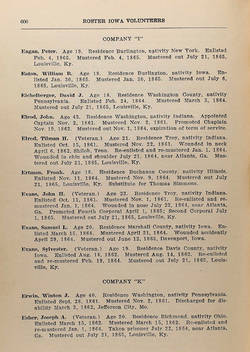 600 ROSTER IOWA VOLUNTEERS
COMPANY "I"
Eagan, Peter. Age 19. Residence Burlington, nativity New York. Enlisted
Feb. 4, 1865. Mustered Feb. 4, 1865. Mustered out July 21, 1865,
Louisville, Ky.
Eaton, William B. Age 18. Residence Burlington, nativity Iowa. En-
listed Jan. 30, 1865. Mustered Jan. 30, 1865. Mustered out July 6,
1865, Louisville, Ky.
Eichelberger, David J. Age 18. Residence Washington County, nativity
Pennsylvania. Enlisted Feb. 24, 1864. Mustered March 3, 1864.
Mustered out July 21, 1865, Louisville, Ky.
Elrod, John. Age 43. Residence Washington, nativity Indiana. Appointed
Captain Nov. 2, 1861. Mustered Nov. 2, 1861. Promoted Chaplain
Nov. 19, 1862. Mustered out Nov. 1, 1864, expiration of term of service.
Elrod, Tilman H. (Veteran.) Age 21. Residence Troy, nativity Indiana.
Enlisted Oct. 15, 1861. Mustered Nov. 22, 1861. Wounded in neck
April 6, 1862, Shiloh, Tenn. Re-enlisted and re-mustered Jan. 1, 1864.
Wounded in chin and shoulder July 21, 1864, near Atlanta, Ga. Mus-
tered out July 21, 1865, Louisville, Ky.
Ertman, Frank. Age 18. Residence Buchanan County, nativity Illinois.
Enlisted Nov. 11, 1864. Mustered Nov. 9, 1864. Mustered out July
21, 1865, Louisville, Ky. Substitute for Thomas Simmons.
Evans, John H. (Veteran.) Age 23. Residence Troy, nativity Indiana.
Enlisted Oct. 11, 1861. Mustered Nov. 1, 1861. Re-enlisted and re-
mustered Jan. 1, 1864. Wounded in nose July 22, 1864, near Atlanta,
Ga. Promoted Fourth Corporal April 1, 1865; Second Corporal July
1, 1865. Mustered out July 21, 1865, Louisville, Ky.
Evans, Samuel L. Age 20. Residence Marshall County, nativity Iowa. En-
listed March 15, 1864. Mustered April 21, 1864. Wounded accidentally
April 29, 1864. Mustered out June 12, 1865, Davenport, Iowa.
Evans, Sylvester. (Veteran.) Age 19. Residence Davis County, nativity
Iowa. Enlisted Aug. 18, 1862. Mustered Aug. 14, 1862. Re-enlisted
and re-mustered Feb. 19, 1864. Mustered out July 21, 1865, Louis-
ville, Ky.
COMPANY "K"
Erwin, Winton J. Age 40. Residence Washington, nativity Pennsylvania.
Enlisted Sept. 28, 1861. Mustered Nov. 2, 1861. Discharged for dis-
ability March 3, 1862, Jefferson City, Mo.
Esher, Joseph A. (Veteran.) Age 20. Residence Richmond, nativity Ohio.
Enlisted March 15, 1862. Mustered March 15, 1862. Re-enlisted and
re-mustered Jan. 1, 1864. Taken prisoner July 22, 1864, near Atlanta,
Ga. Mustered out July 21, 1865, Louisville, Ky.